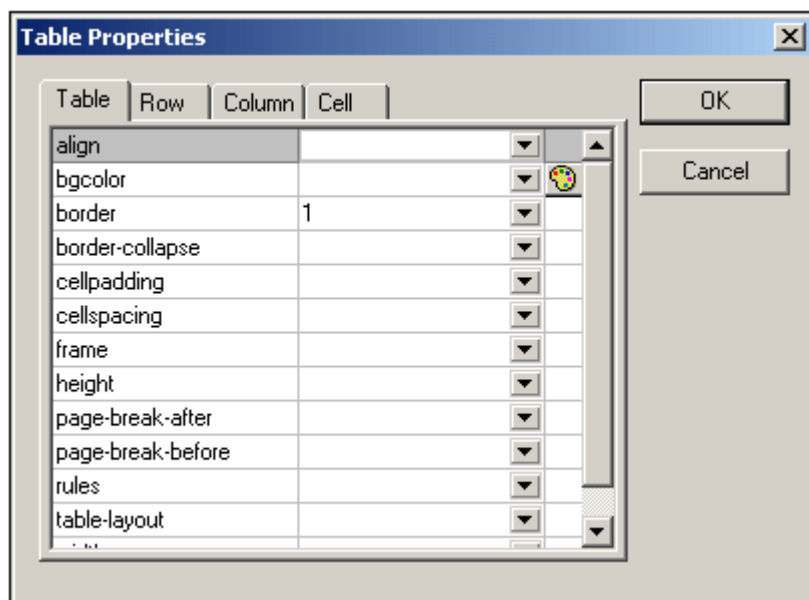 Table Properties
Table Row Column Cell
OK
Cancel
align
bgcolor
border 1
border-collapse
cellpadding
cellspacing
frame
height
page-break-after
page-break-before
rules
table-layout